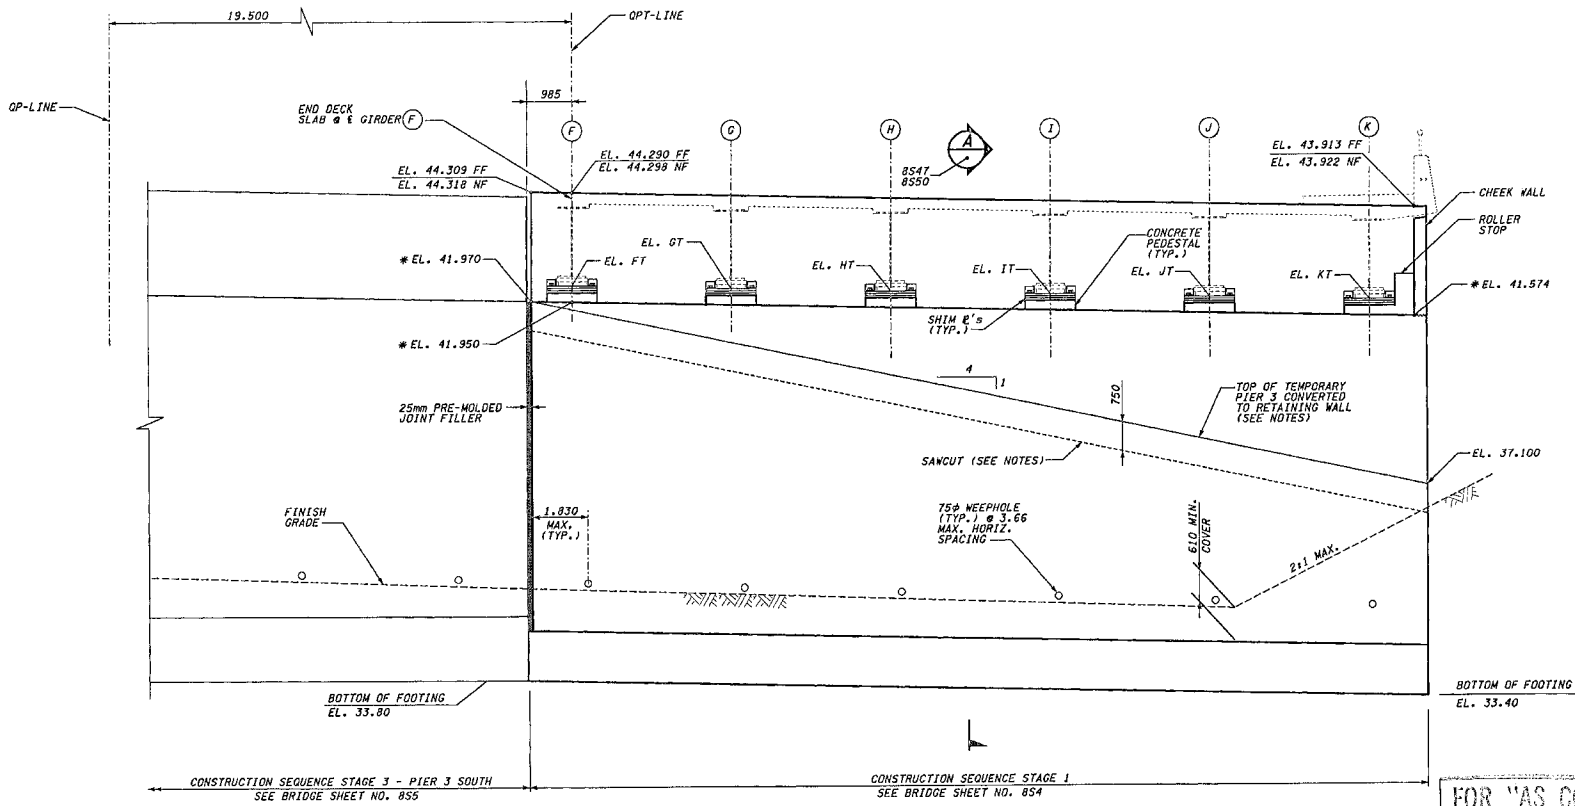 19.500
QPT-LINE
QP-LINE
985
END DECK
SLAB @ ℄ GIRDER F
F
G
H
I
J
K
A
8S47
8S50
EL. 44.290 FF
EL. 44.298 NF
EL. 44.309 FF
EL. 44.318 NF
EL. 43.913 FF
EL. 43.922 NF
CHEEK WALL
ROLLER
STOP
CONCRETE
PEDESTAL
(TYP.)
* EL. 41.970
EL. FT
EL. GT
EL. HT
EL. IT
EL. JT
EL. KT
* EL. 41.574
SHIM ℄'s
(TYP.)
* EL. 41.950
4
1
750
TOP OF TEMPORARY
PIER 3 CONVERTED
TO RETAINING WALL
(SEE NOTES)
25mm PRE-MOLDED
JOINT FILLER
SAWCUT (SEE NOTES)
EL. 37.100
FINISH
GRADE
1.830
MAX.
(TYP.)
75ϕ WEEPHOLE
(TYP.) @ 3.66
MAX. HORIZ.
SPACING
610 MIN.
COVER
2:1 MAX.
BOTTOM OF FOOTING
EL. 33.80
BOTTOM OF FOOTING
EL. 33.40
CONSTRUCTION SEQUENCE STAGE 3 - PIER 3 SOUTH
SEE BRIDGE SHEET NO. 8S5
CONSTRUCTION SEQUENCE STAGE 1
SEE BRIDGE SHEET NO. 8S4
FOR "AS CO